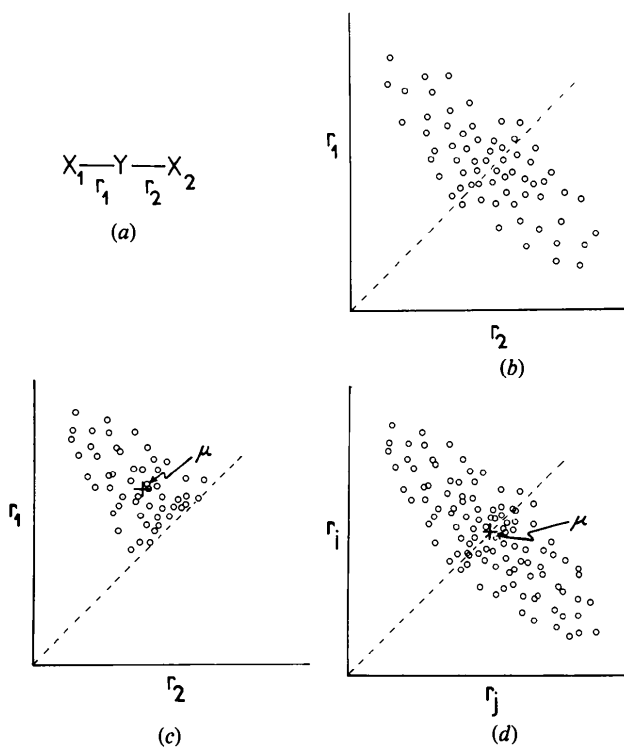 X₁—Y—X₂
r₁ r₂
(a)
r₁
r₂
(b)
r₁
μ
r₂
(c)
rᵢ
μ
rⱼ
(d)